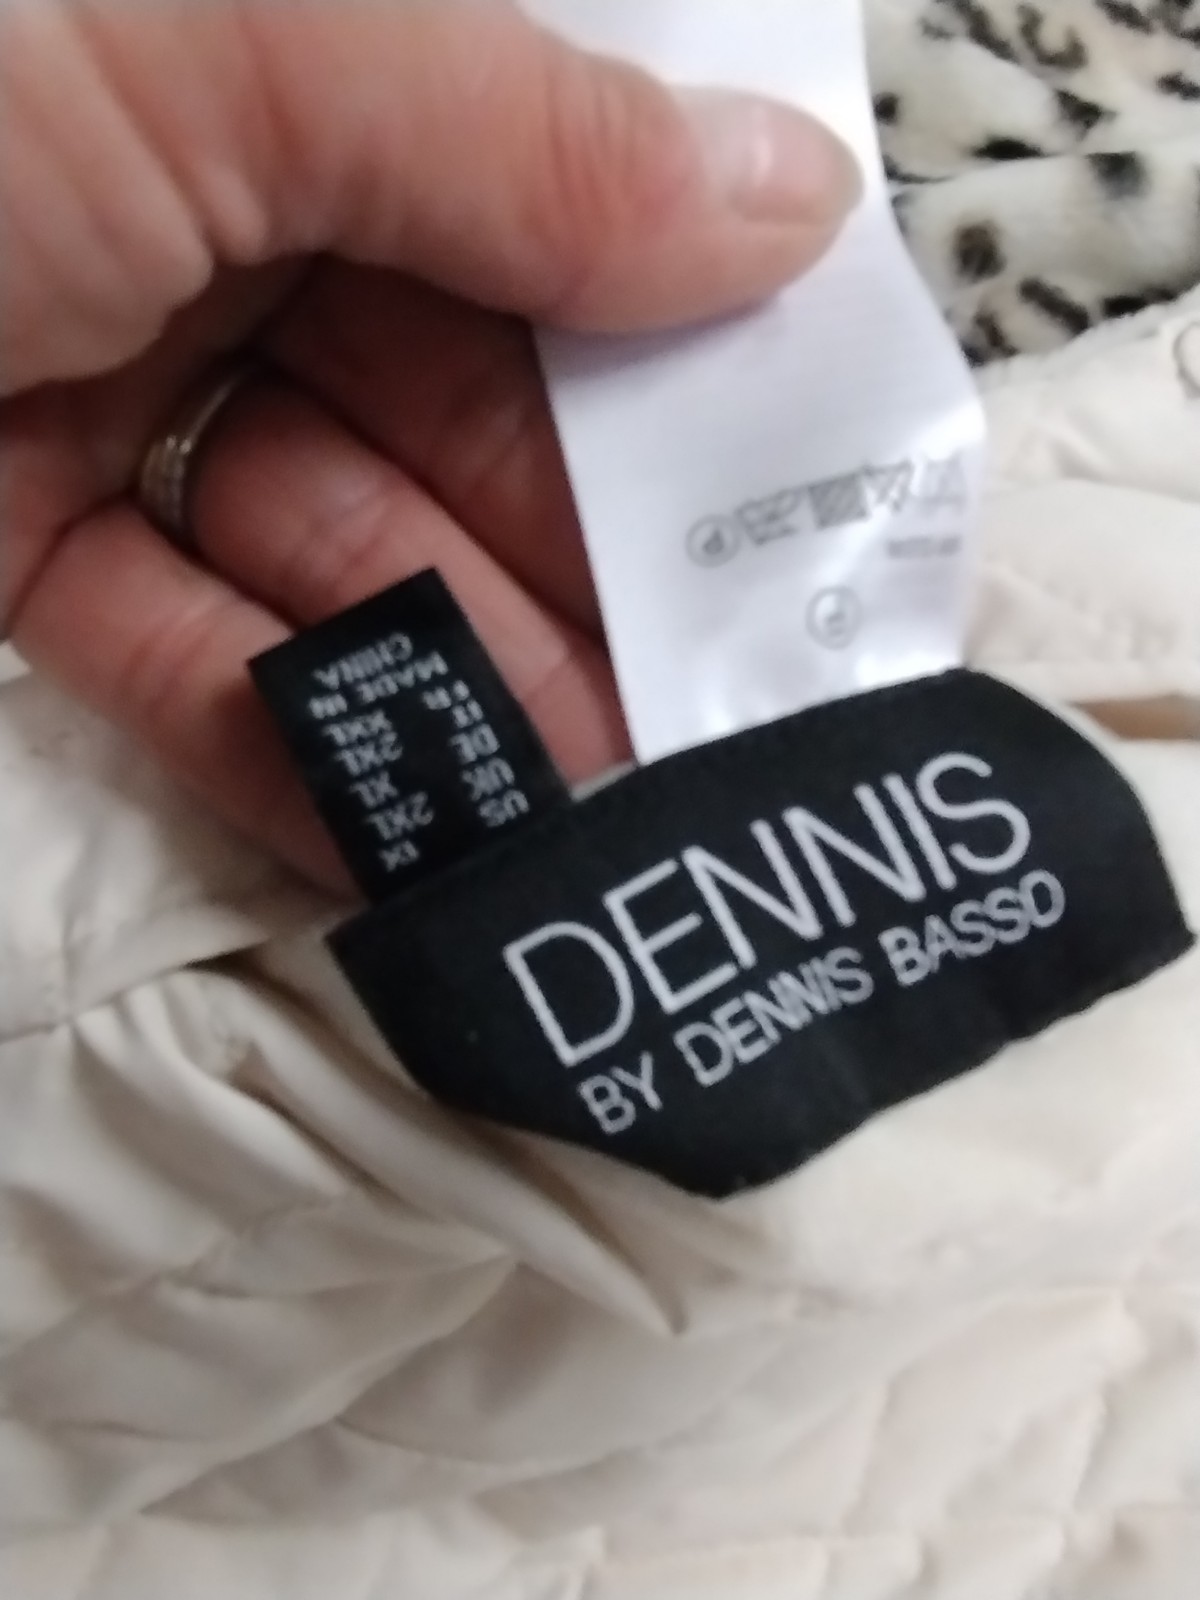 DENNIS
BY DENNIS BASSO
US 1X
UK 2XL
DE XL
IT 2XL
FR XXL
MADE IN
CHINA
P
P